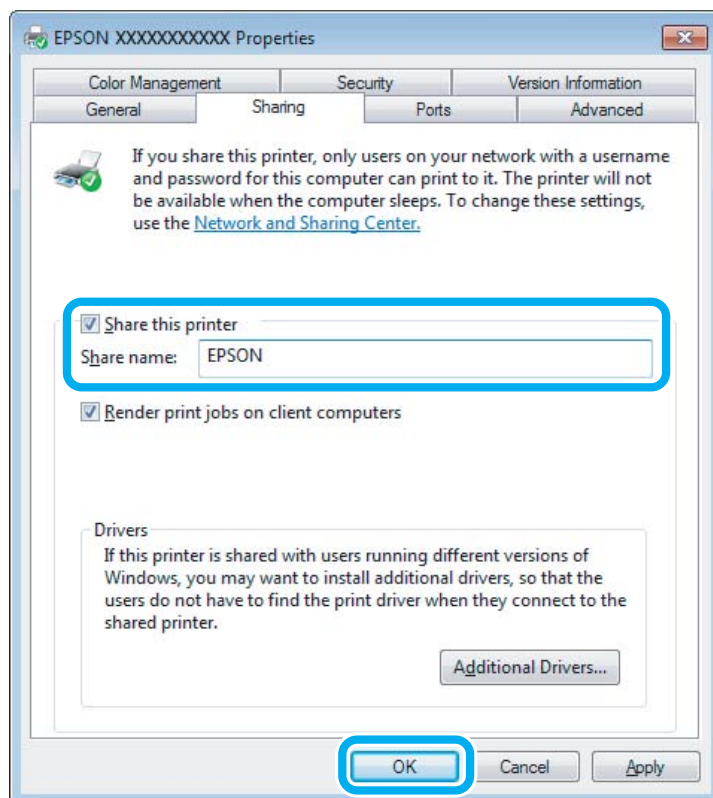 EPSON XXXXXXXXXXX Properties
Color Management Security Version Information
General Sharing Ports Advanced
If you share this printer, only users on your network with a username
and password for this computer can print to it. The printer will not
be available when the computer sleeps. To change these settings,
use the Network and Sharing Center.
Share this printer
Share name: EPSON
Render print jobs on client computers
Drivers
If this printer is shared with users running different versions of
Windows, you may want to install additional drivers, so that the
users do not have to find the print driver when they connect to the
shared printer.
Additional Drivers...
OK Cancel Apply